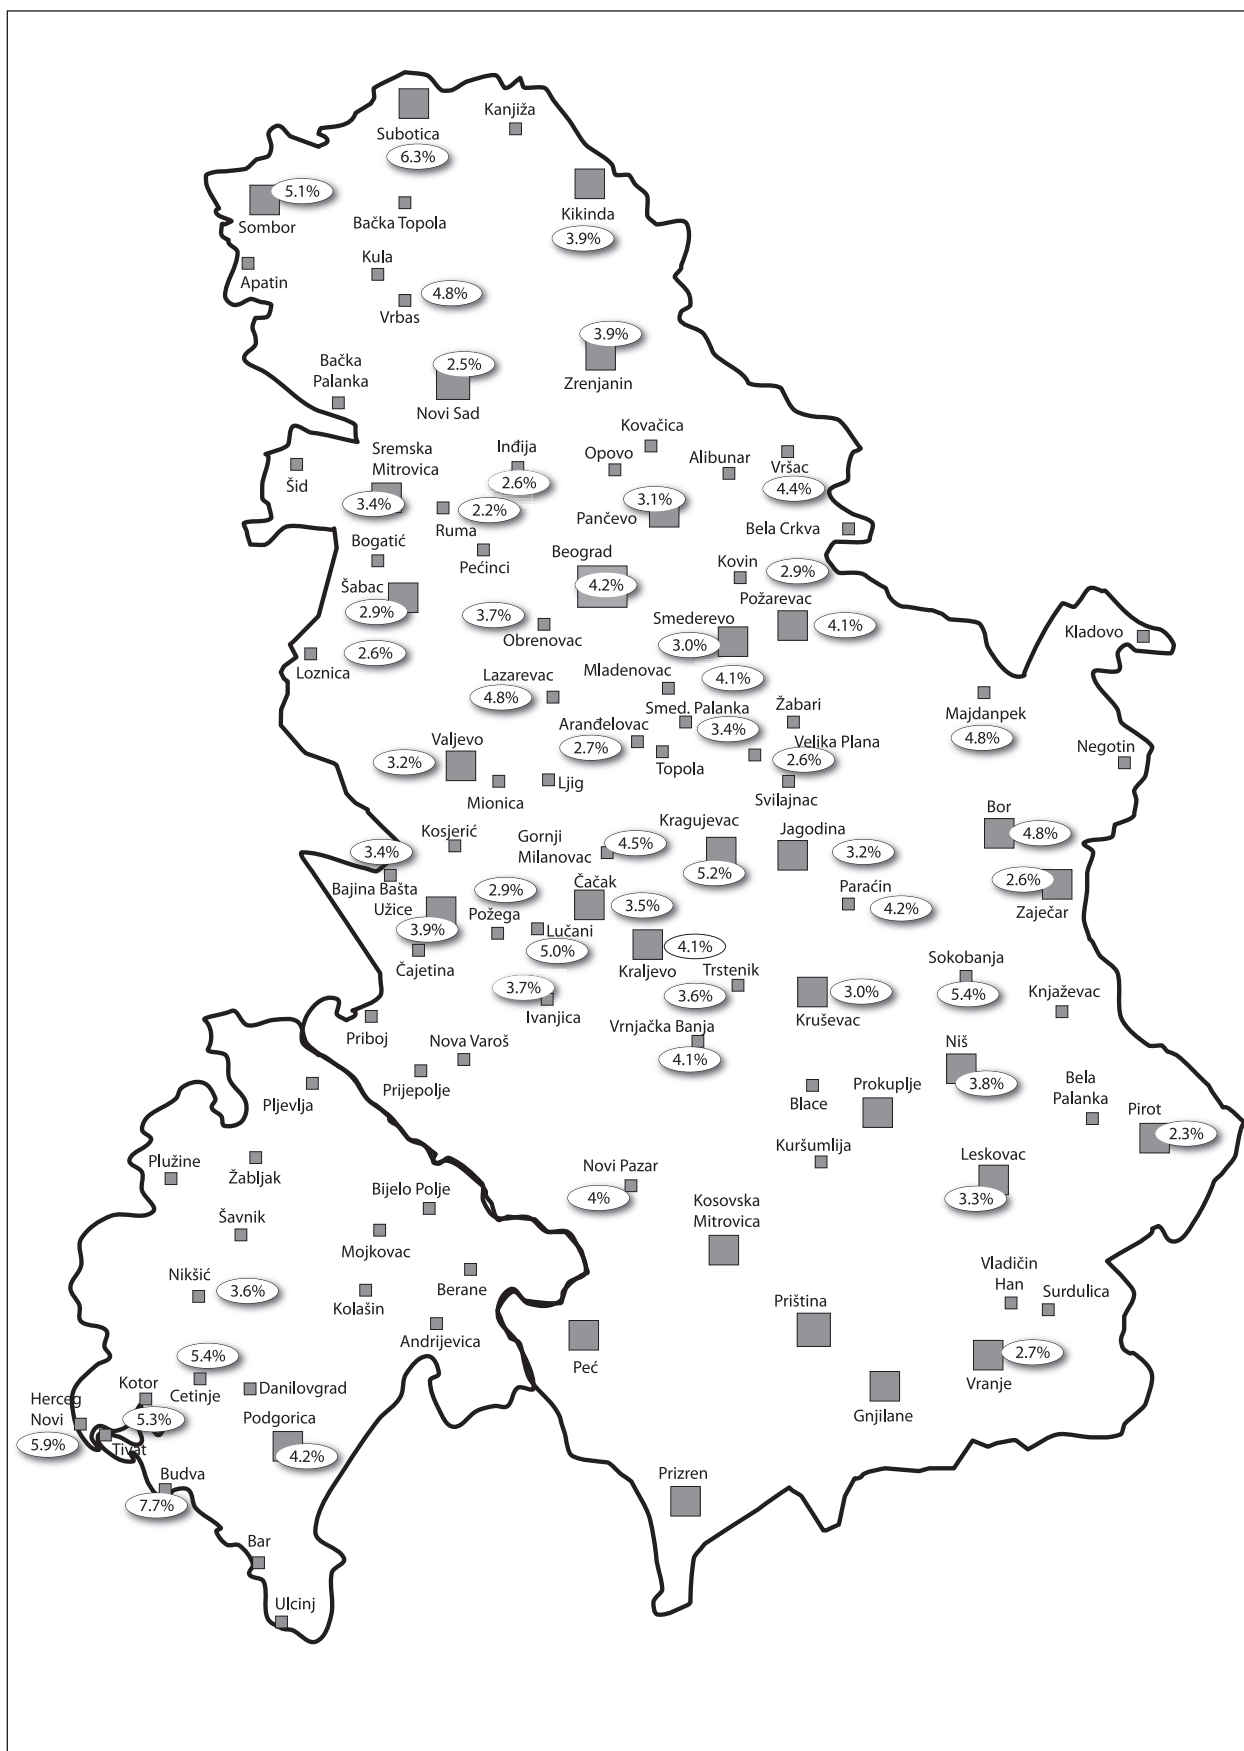 Kanjiža
Subotica
6.3%
5.1%
Sombor
Bačka Topola
Kikinda
3.9%
Kula
Apatin
4.8%
Vrbas
3.9%
Bačka
Palanka
2.5%
Zrenjanin
Novi Sad
Kovačica
Sremska
Mitrovica
Inđija
Opovo
Alibunar
Vršac
Šid
2.6%
4.4%
3.4%
2.2%
3.1%
Pančevo
Ruma
Bela Crkva
Bogatić
Pećinci
Beograd
Kovin
2.9%
Šabac
4.2%
Požarevac
2.9%
3.7%
Smederevo
4.1%
Obrenovac
3.0%
Kladovo
Loznica
2.6%
Mladenovac
4.1%
Lazarevac
4.8%
Smed. Palanka
Žabari
Majdanpek
Aranđelovac
3.4%
4.8%
Valjevo
2.7%
Velika Plana
Negotin
3.2%
Topola
2.6%
Mionica
Ljig
Svilajnac
Bor
Kosjerić
Gornji
Milanovac
4.5%
Kragujevac
Jagodina
4.8%
3.4%
5.2%
3.2%
Bajina Bašta
2.9%
Čačak
Paraćin
2.6%
Užice
Požega
3.5%
4.2%
Zaječar
3.9%
Lučani
Čajetina
5.0%
4.1%
Kraljevo
Trstenik
Sokobanja
3.7%
3.6%
3.0%
5.4%
Knjaževac
Ivanjica
Kruševac
Priboj
Nova Varoš
Vrnjačka Banja
4.1%
Niš
Prijepolje
3.8%
Bela
Palanka
Pljevlja
Blace
Prokuplje
Pirot
2.3%
Kuršumlija
Plužine
Žabljak
Novi Pazar
Leskovac
4%
3.3%
Bijelo Polje
Kosovska
Mitrovica
Šavnik
Mojkovac
Vladičin
Han
Nikšić
3.6%
Berane
Surdulica
Kolašin
Priština
Andrijevica
5.4%
Peć
2.7%
Vranje
Kotor
Cetinje
Danilovgrad
Herceg
Novi
Gnjilane
5.3%
Podgorica
5.9%
Tivat
4.2%
Budva
Prizren
7.7%
Bar
Ulcinj